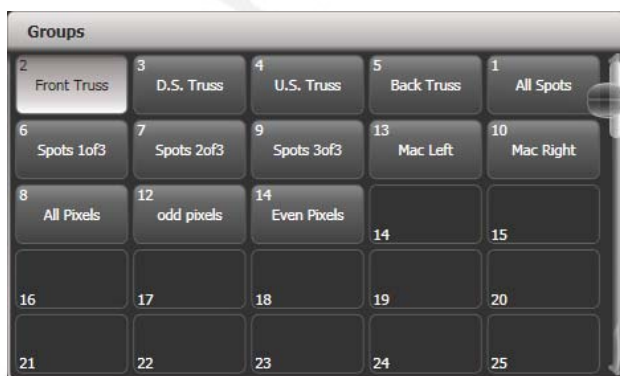 Groups
2 3 4 5 1
Front Truss D.S. Truss U.S. Truss Back Truss All Spots
6 7 9 13 10
Spots 1of3 Spots 2of3 Spots 3of3 Mac Left Mac Right
8 12 14
All Pixels odd pixels Even Pixels
14 15
16 17 18 19 20
21 22 23 24 25